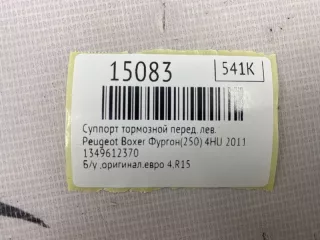 15083
541K
Суппорт тормозной перед. лев.
Peugeot Boxer Фургон(250) 4HU 2011
1349612370
Б/у ,оригинал.евро 4,R15